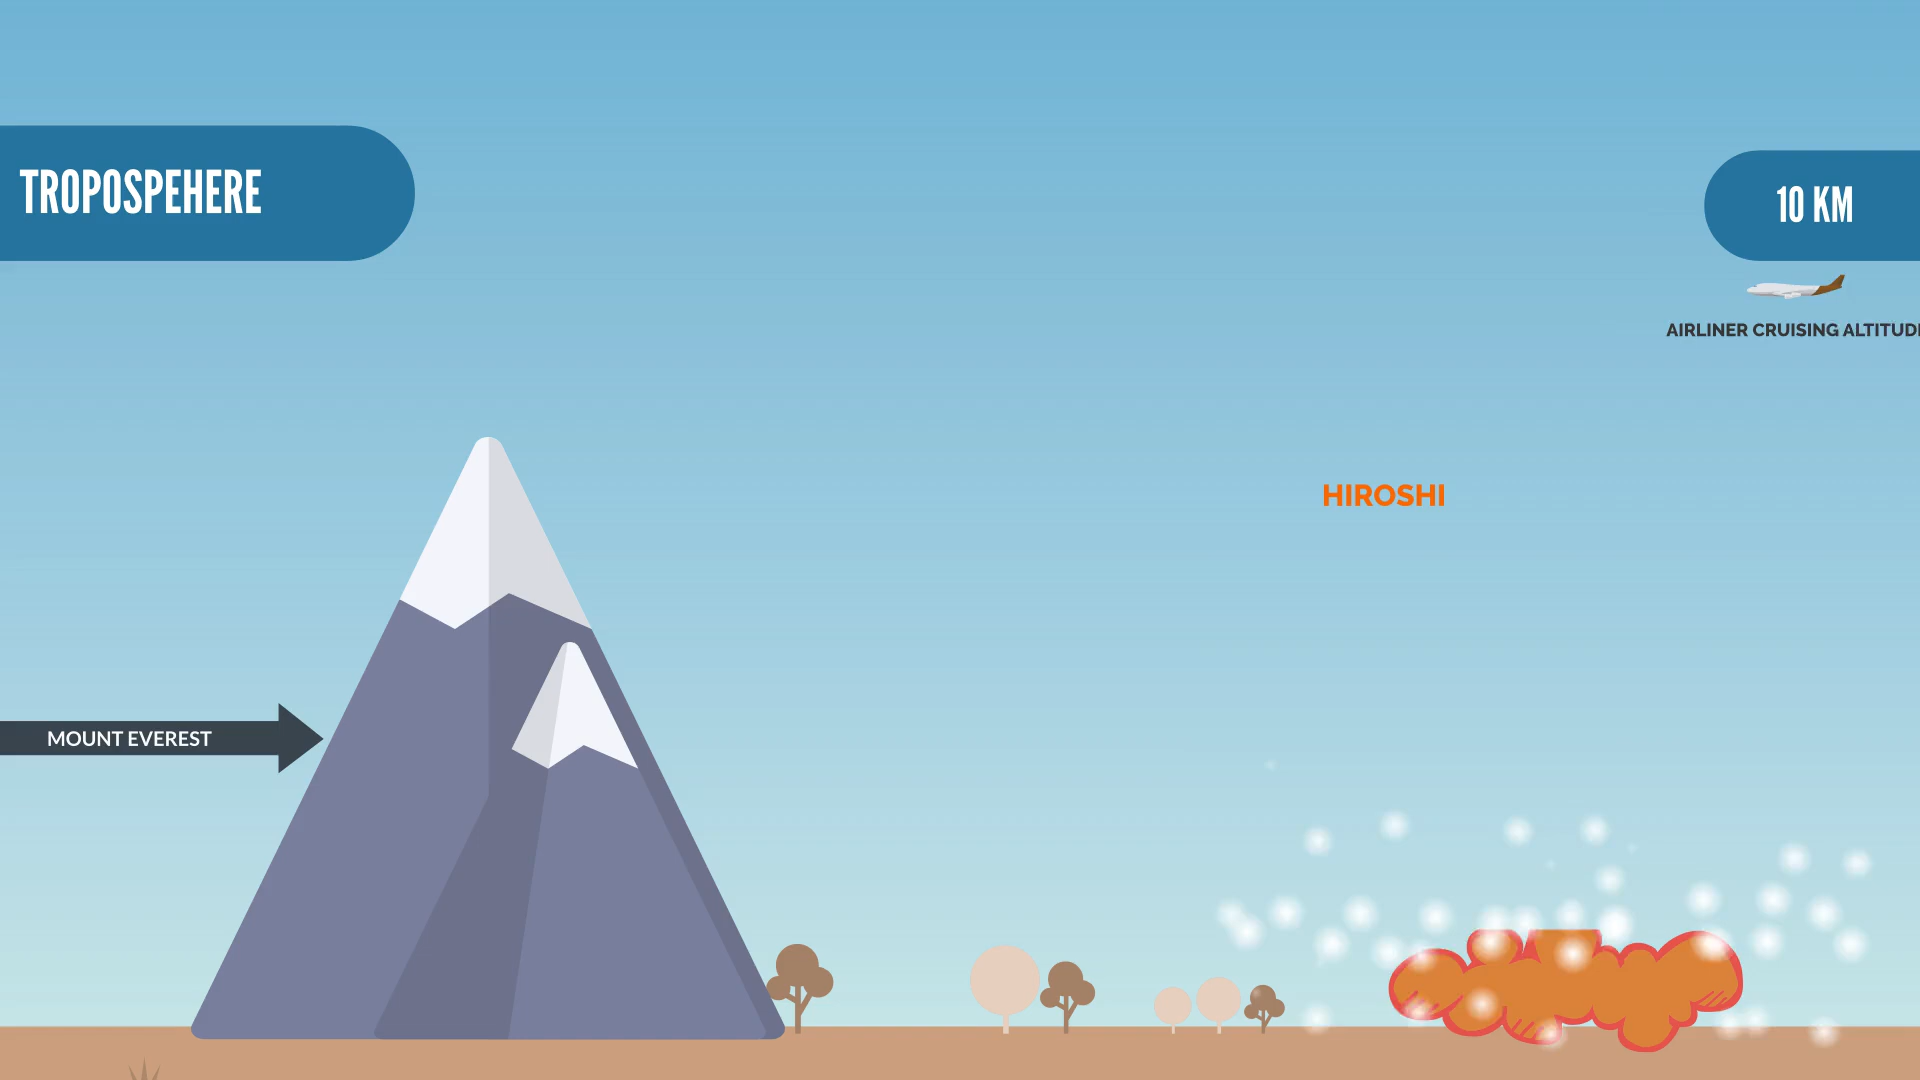 TROPOSPEHERE
10 KM
AIRLINER CRUISING ALTITUD
HIROSHI
MOUNT EVEREST